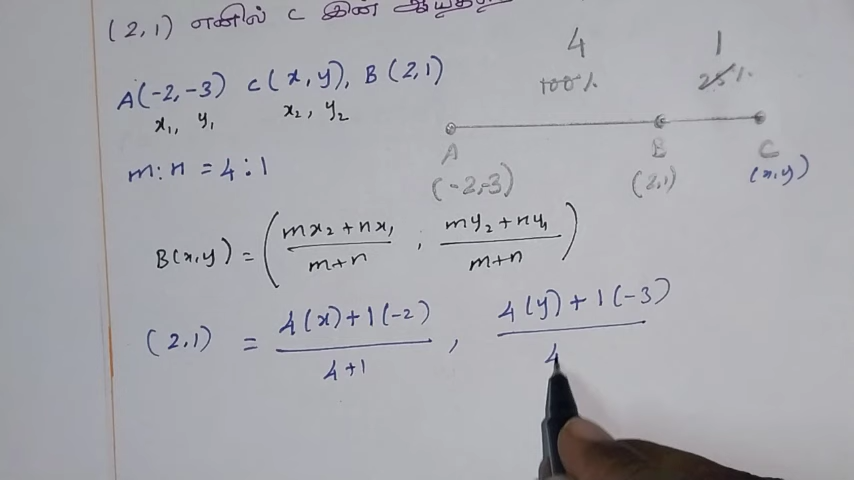 (2,1) எனில் C இன்
4 1
100% 25%
A(-2,-3) C(x,y), B(2,1)
x₁, y₁ x₂, y₂
A B C
(-2,-3) (2,1) (x,y)
m:n = 4:1
B(x,y) = (mx₂+nx₁/m+n , my₂+ny₁/m+n)
(2,1) = 4(x)+1(-2)/4+1 , 4(y)+1(-3)/4